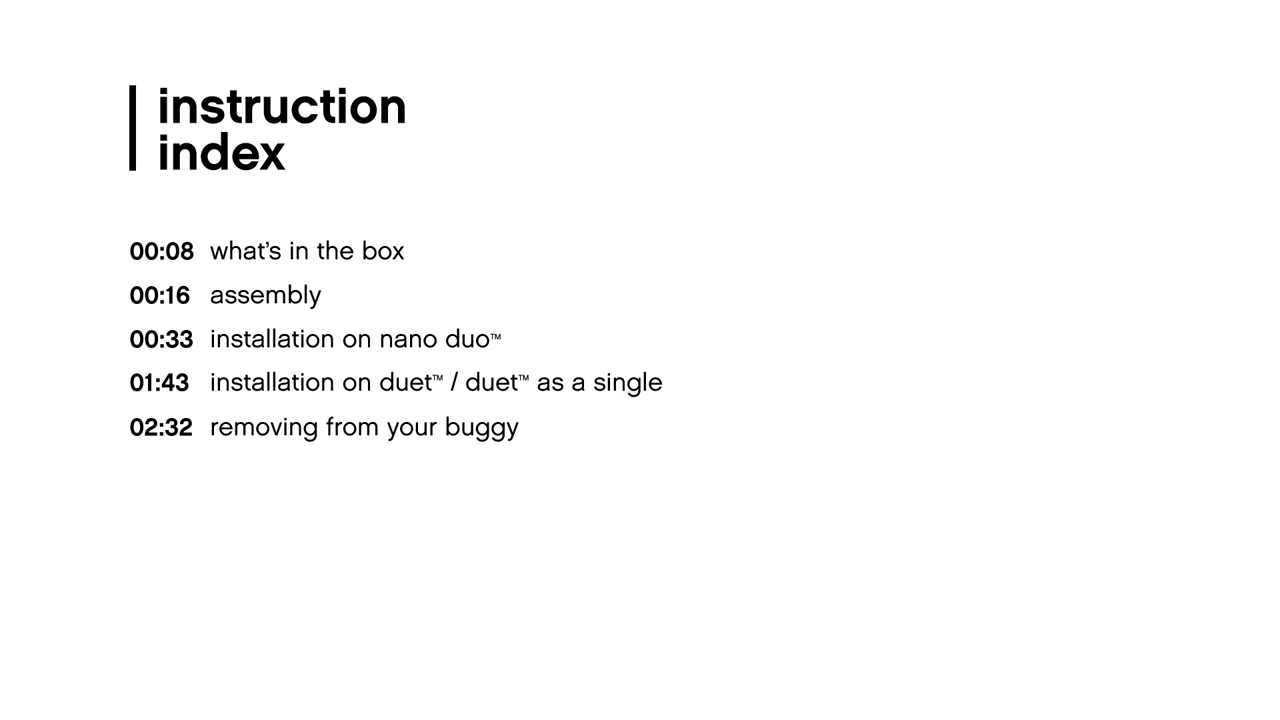 instruction
index
00:08 what's in the box
00:16 assembly
00:33 installation on nano duo™
01:43 installation on duet™ / duet™ as a single
02:32 removing from your buggy